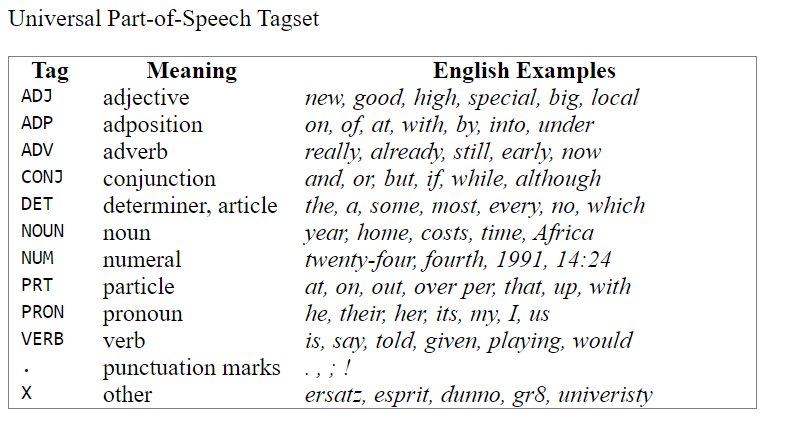 Universal Part-of-Speech Tagset
Tag Meaning English Examples
ADJ adjective new, good, high, special, big, local
ADP adposition on, of, at, with, by, into, under
ADV adverb really, already, still, early, now
CONJ conjunction and, or, but, if, while, although
DET determiner, article the, a, some, most, every, no, which
NOUN noun year, home, costs, time, Africa
NUM numeral twenty-four, fourth, 1991, 14:24
PRT particle at, on, out, over per, that, up, with
PRON pronoun he, their, her, its, my, I, us
VERB verb is, say, told, given, playing, would
. punctuation marks . , ; !
X other ersatz, esprit, dunno, gr8, univeristy